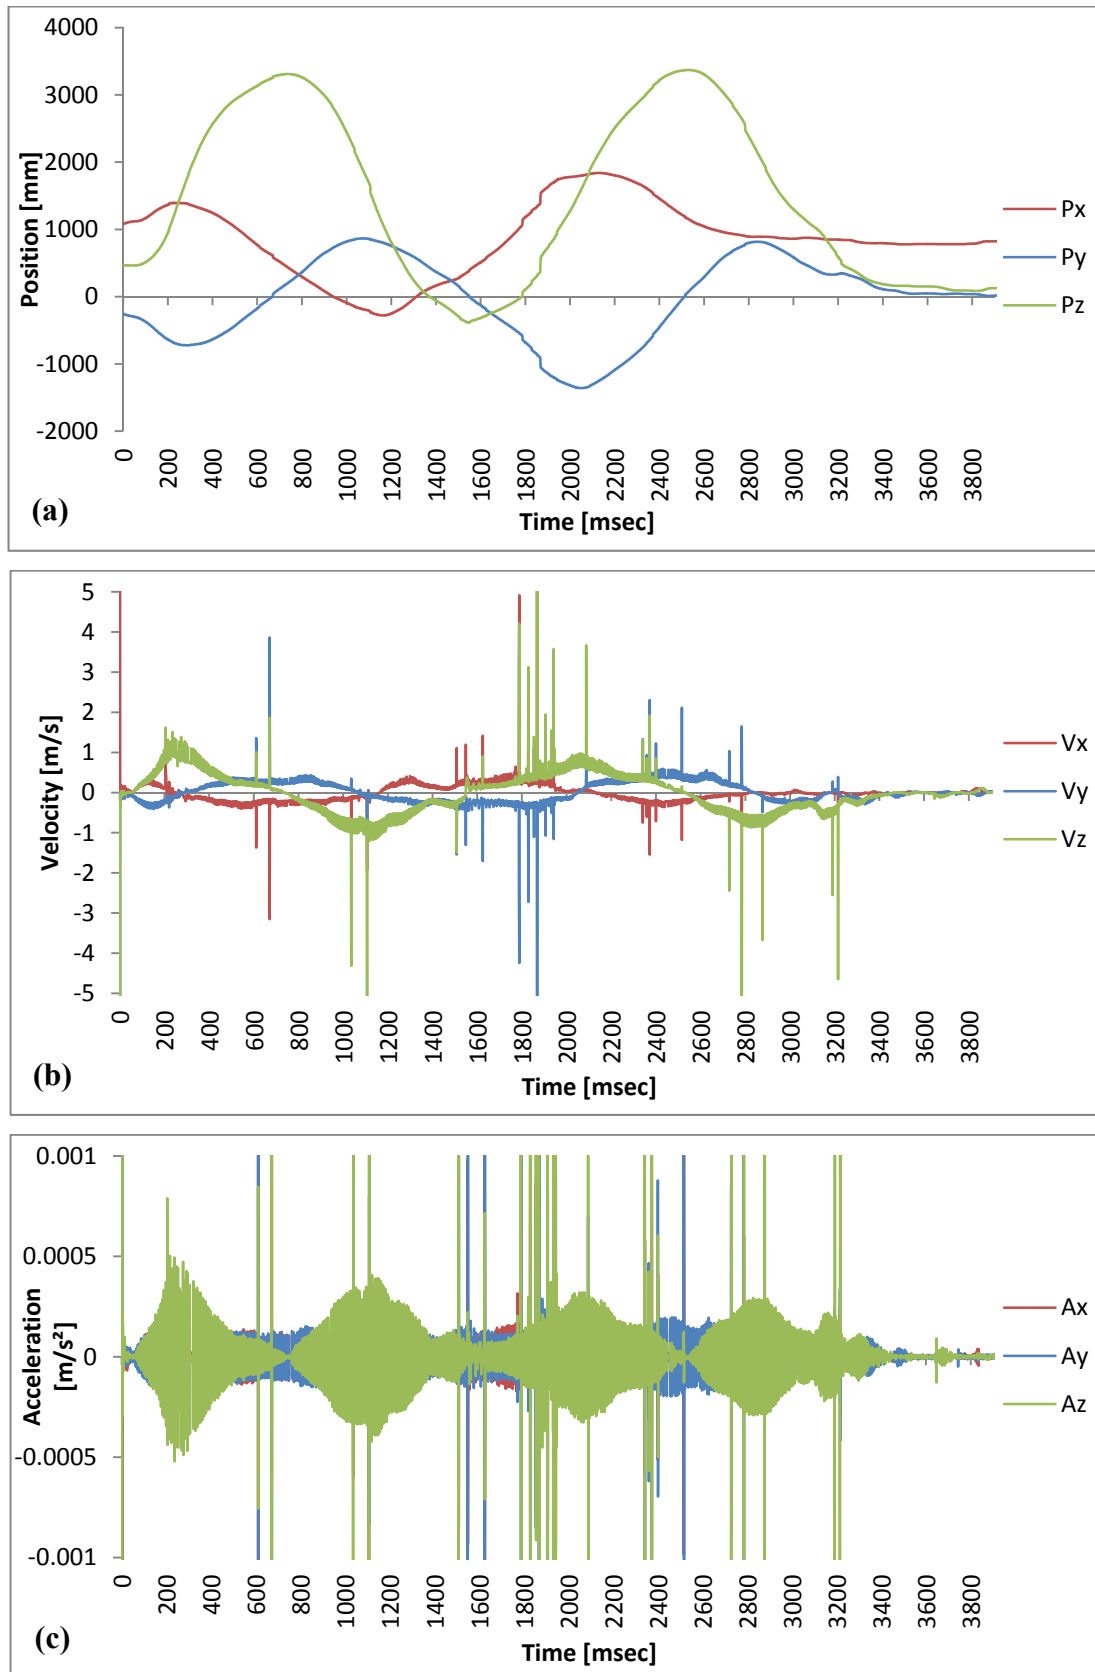 4000
3000
2000
1000
0
-1000
-2000
Position [mm]
0 200 400 600 800 1000 1200 1400 1600 1800 2000 2200 2400 2600 2800 3000 3200 3400 3600 3800
Time [msec]
Px
Py
Pz
(a)
5
4
3
2
1
0
-1
-2
-3
-4
-5
Velocity [m/s]
0 200 400 600 800 1000 1200 1400 1600 1800 2000 2200 2400 2600 2800 3000 3200 3400 3600 3800
Time [msec]
Vx
Vy
Vz
(b)
0.001
0.0005
0
-0.0005
-0.001
Acceleration
[m/s²]
0 200 400 600 800 1000 1200 1400 1600 1800 2000 2200 2400 2600 2800 3000 3200 3400 3600 3800
Time [msec]
Ax
Ay
Az
(c)